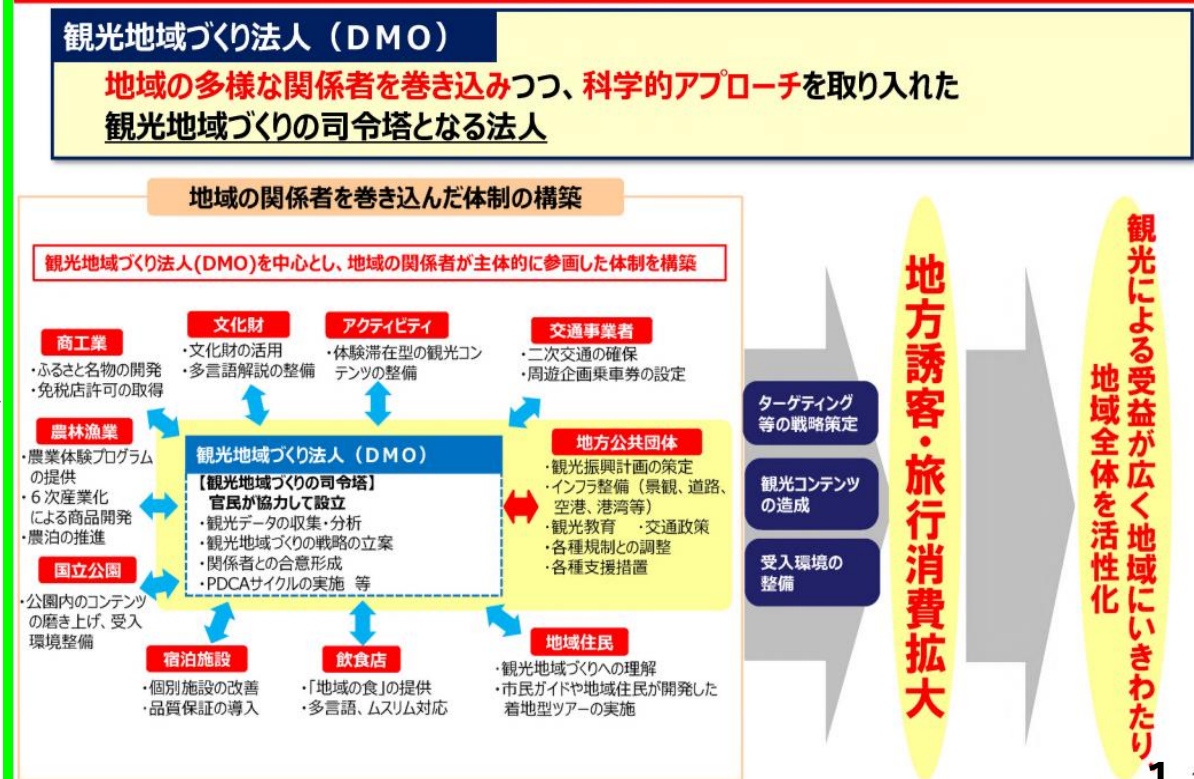 観光地域づくり法人（DMO）
地域の多様な関係者を巻き込みつつ、科学的アプローチを取り入れた
観光地域づくりの司令塔となる法人
地域の関係者を巻き込んだ体制の構築
観光地域づくり法人(DMO)を中心とし、地域の関係者が主体的に参画した体制を構築
商工業
・ふるさと名物の開発
・免税店許可の取得
文化財
・文化財の活用
・多言語解説の整備
アクティビティ
・体験滞在型の観光コン
テンツの整備
交通事業者
・二次交通の確保
・周遊企画乗車券の設定
農林漁業
・農業体験プログラム
の提供
・６次産業化
による商品開発
・農泊の推進
観光地域づくり法人（DMO）
【観光地域づくりの司令塔】
官民が協力して設立
・観光データの収集・分析
・観光地域づくりの戦略の立案
・関係者との合意形成
・PDCAサイクルの実施 等
地方公共団体
・観光振興計画の策定
・インフラ整備（景観、道路、
空港、港湾等）
・観光教育 ・交通政策
・各種規制との調整
・各種支援措置
国立公園
・公園内のコンテンツ
の磨き上げ、受入
環境整備
宿泊施設
・個別施設の改善
・品質保証の導入
飲食店
・「地域の食」の提供
・多言語、ムスリム対応
地域住民
・観光地域づくりへの理解
・市民ガイドや地域住民が開発した
着地型ツアーの実施
ターゲティング
等の戦略策定
観光コンテンツ
の造成
受入環境の
整備
地方誘客・旅行消費拡大
観光による受益が広く地域にいきわたり、
地域全体を活性化
1